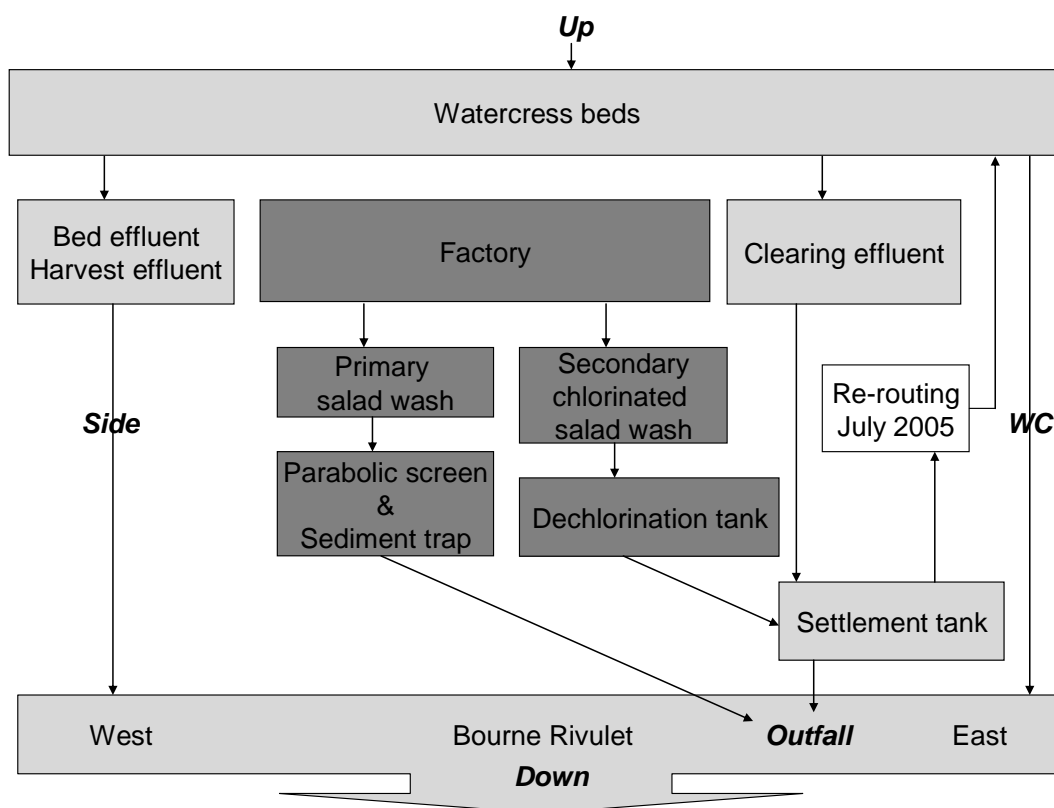 Up
Watercress beds
Bed effluent
Harvest effluent
Factory
Clearing effluent
Primary
salad wash
Secondary
chlorinated
salad wash
Re-routing
July 2005
Side
WC
Parabolic screen
&
Sediment trap
Dechlorination tank
Settlement tank
West
Bourne Rivulet
Outfall
East
Down